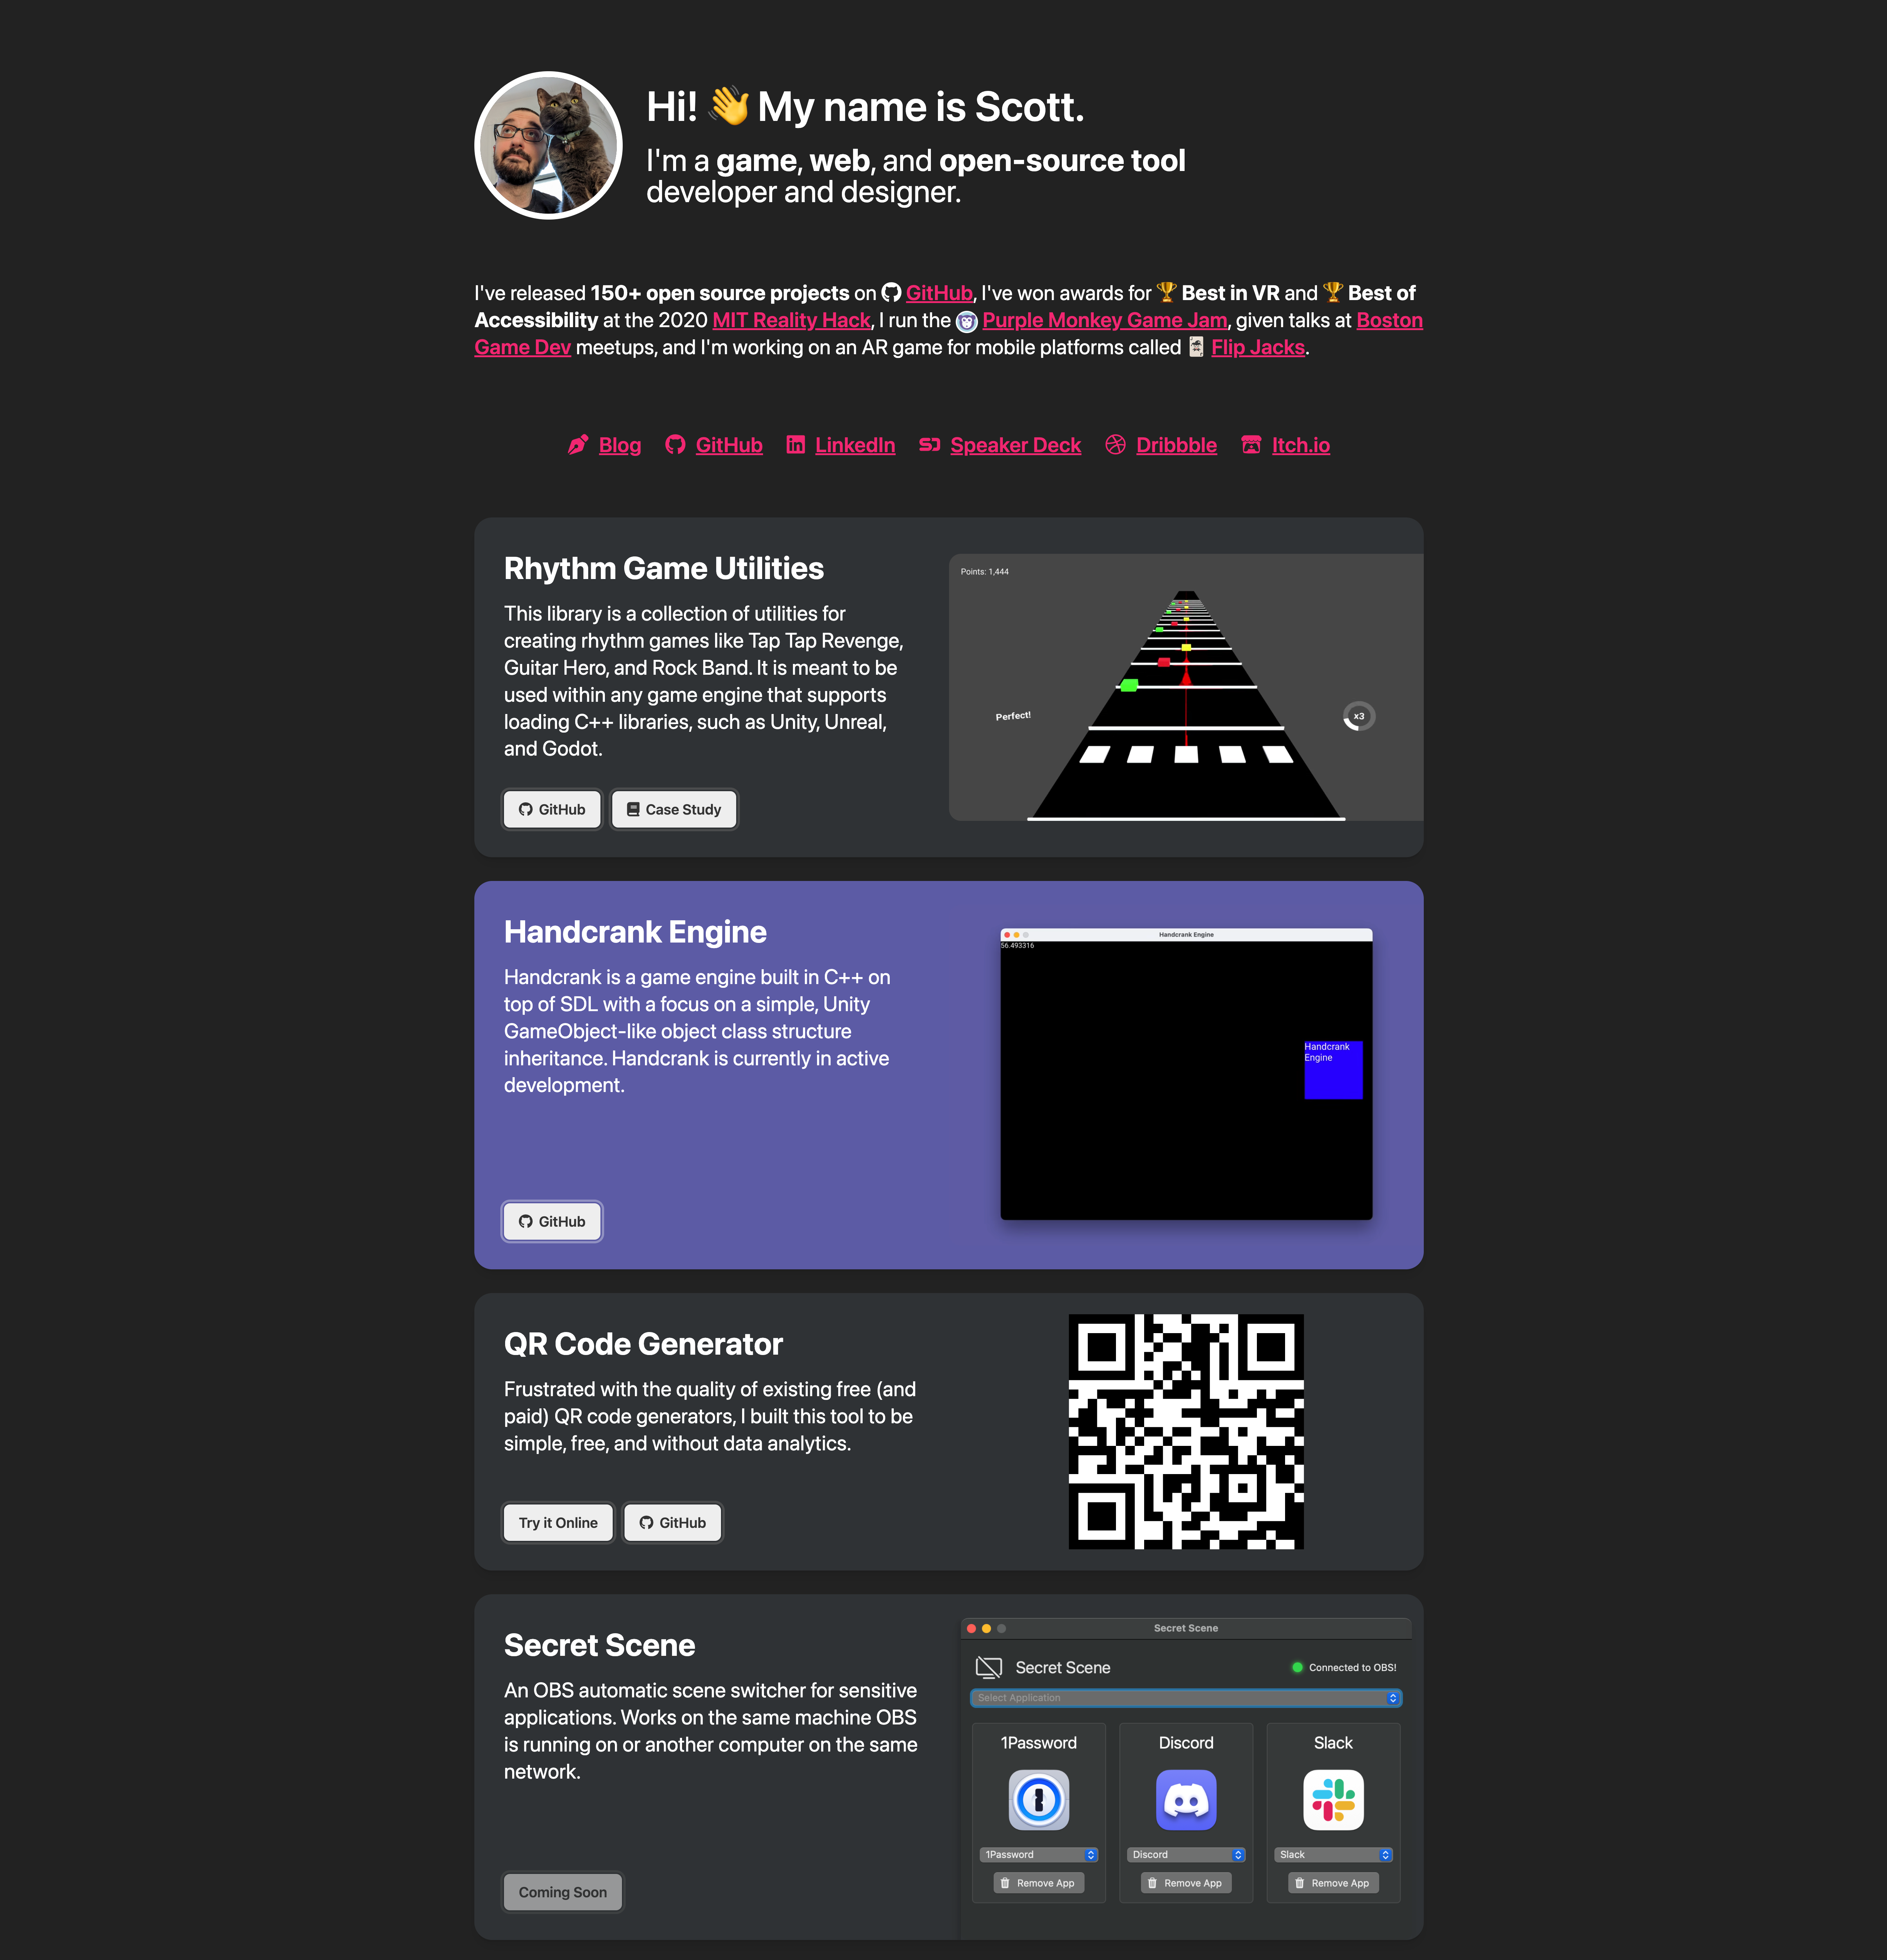 Hi! 👋 My name is Scott.
I'm a game, web, and open-source tool
developer and designer.
I've released 150+ open source projects on GitHub, I've won awards for 🏆 Best in VR and 🏆 Best of
Accessibility at the 2020 MIT Reality Hack, I run the Purple Monkey Game Jam, given talks at Boston
Game Dev meetups, and I'm working on an AR game for mobile platforms called Flip Jacks.
Blog GitHub LinkedIn Speaker Deck Dribbble Itch.io
Rhythm Game Utilities
This library is a collection of utilities for
creating rhythm games like Tap Tap Revenge,
Guitar Hero, and Rock Band. It is meant to be
used within any game engine that supports
loading C++ libraries, such as Unity, Unreal,
and Godot.
GitHub Case Study
Points: 1,444
Perfect!
x3
Handcrank Engine
Handcrank is a game engine built in C++ on
top of SDL with a focus on a simple, Unity
GameObject-like object class structure
inheritance. Handcrank is currently in active
development.
GitHub
Handcrank Engine
56.493316
Handcrank
Engine
QR Code Generator
Frustrated with the quality of existing free (and
paid) QR code generators, I built this tool to be
simple, free, and without data analytics.
Try it Online GitHub
Secret Scene
An OBS automatic scene switcher for sensitive
applications. Works on the same machine OBS
is running on or another computer on the same
network.
Coming Soon
Secret Scene
Secret Scene Connected to OBS!
Select Application
1Password Discord Slack
1Password Discord Slack
Remove App Remove App Remove App